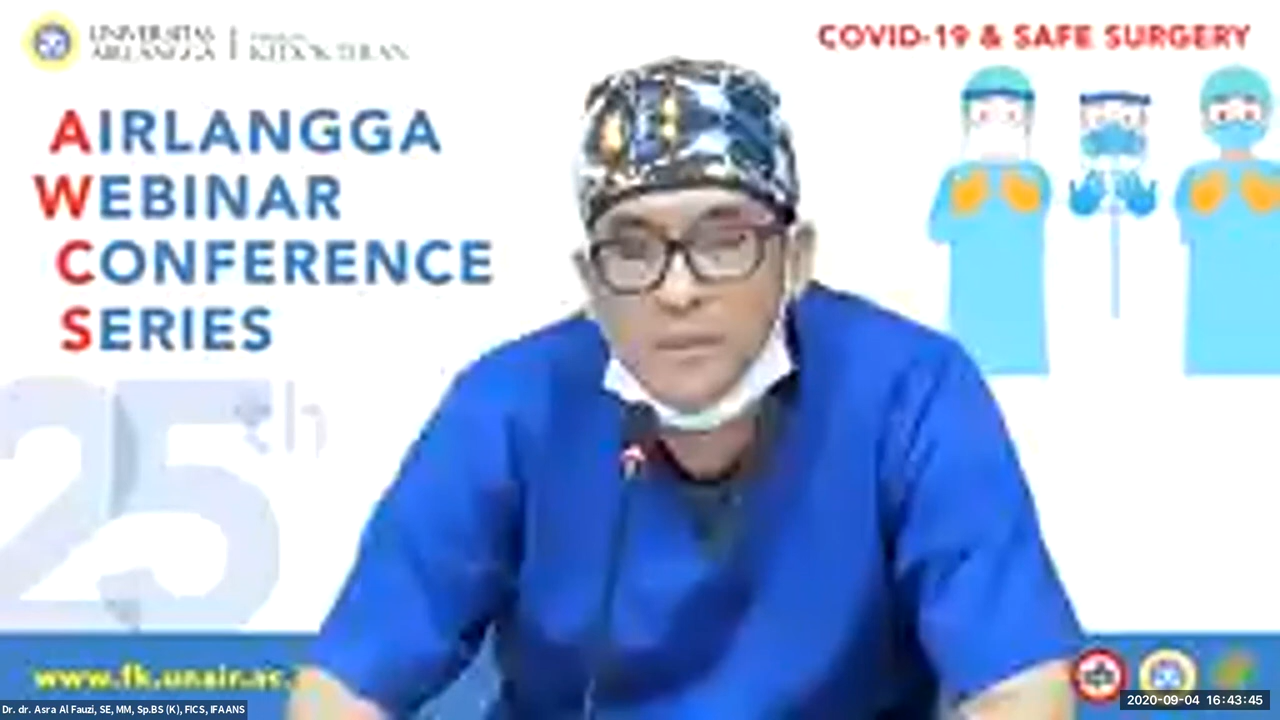 UNIVERSITAS
AIRLANGGA
COVID-19 & SAFE SURGERY
AIRLANGGA
WEBINAR
CONFERENCE
SERIES
25th
www.fk.unair.ac.
Dr. dr. Asra Al Fauzi, SE, MM, Sp.BS (K), FICS, IFAANS
2020-09-04 16:43:45